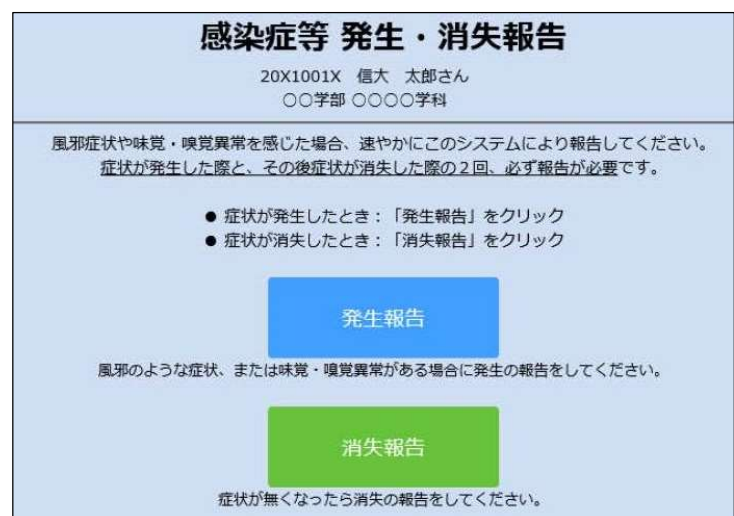 感染症等 発生・消失報告
20X1001X 信大 太郎さん
〇〇学部 〇〇〇〇学科
風邪症状や味覚・嗅覚異常を感じた場合、速やかにこのシステムにより報告してください。
症状が発生した際と、その後症状が消失した際の2回、必ず報告が必要です。
● 症状が発生したとき：「発生報告」をクリック
● 症状が消失したとき：「消失報告」をクリック
発生報告
風邪のような症状、または味覚・嗅覚異常がある場合に発生の報告をしてください。
消失報告
症状が無くなったら消失の報告をしてください。